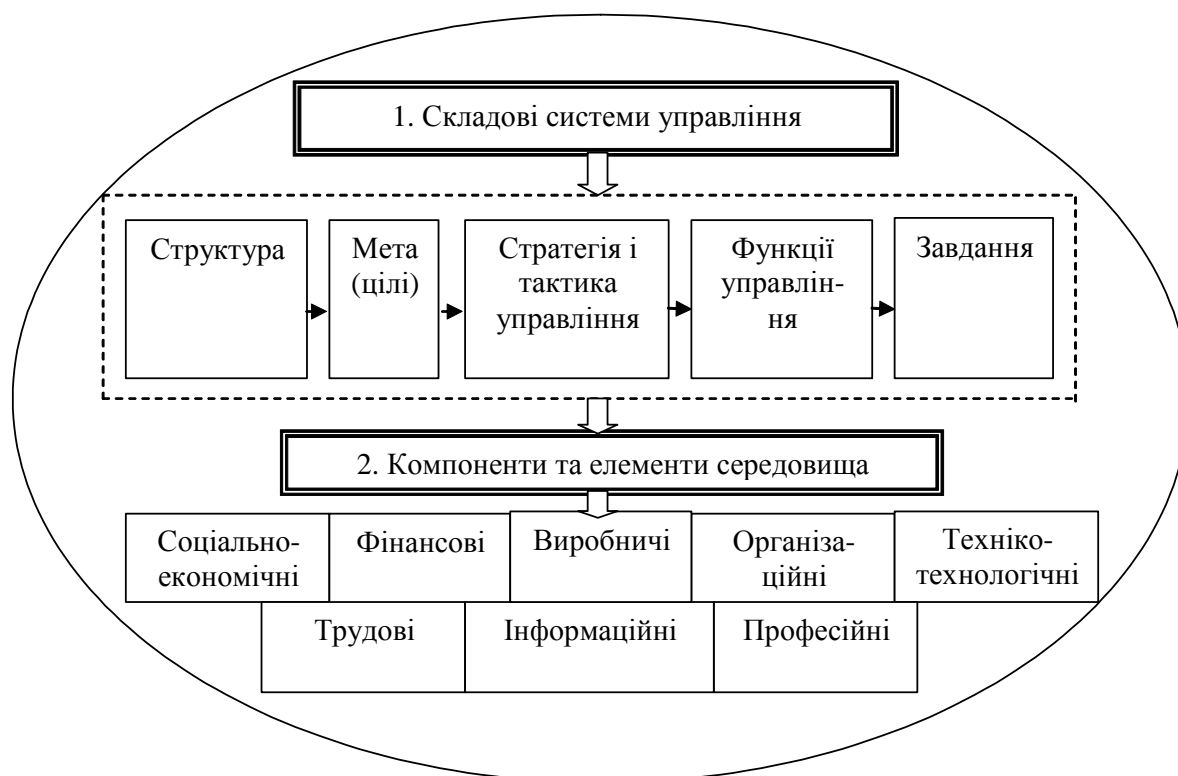 1. Складові системи управління
Структура
Мета
(цілі)
Стратегія і
тактика
управління
Функції
управлін-
ня
Завдання
2. Компоненти та елементи середовища
Соціально-
економічні
Фінансові
Виробничі
Організа-
ційні
Техніко-
технологічні
Трудові
Інформаційні
Професійні